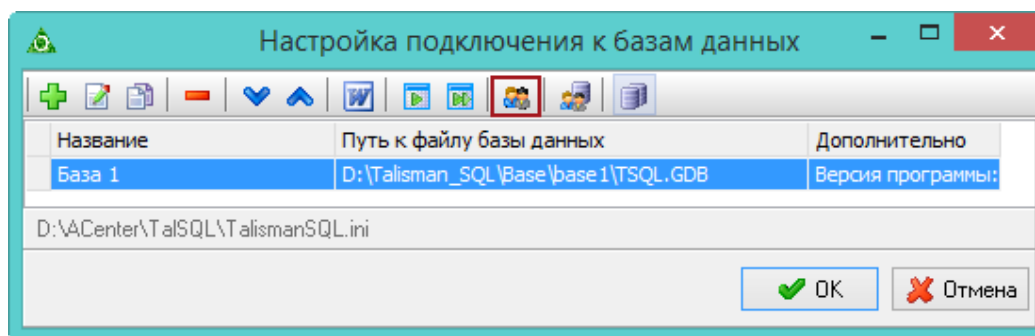 Настройка подключения к базам данных
Название Путь к файлу базы данных Дополнительно
База 1 D:\Talisman_SQL\Base\base1\TSQL.GDB Версия программы:
D:\ACenter\TalSQL\TalismanSQL.ini
OK Отмена